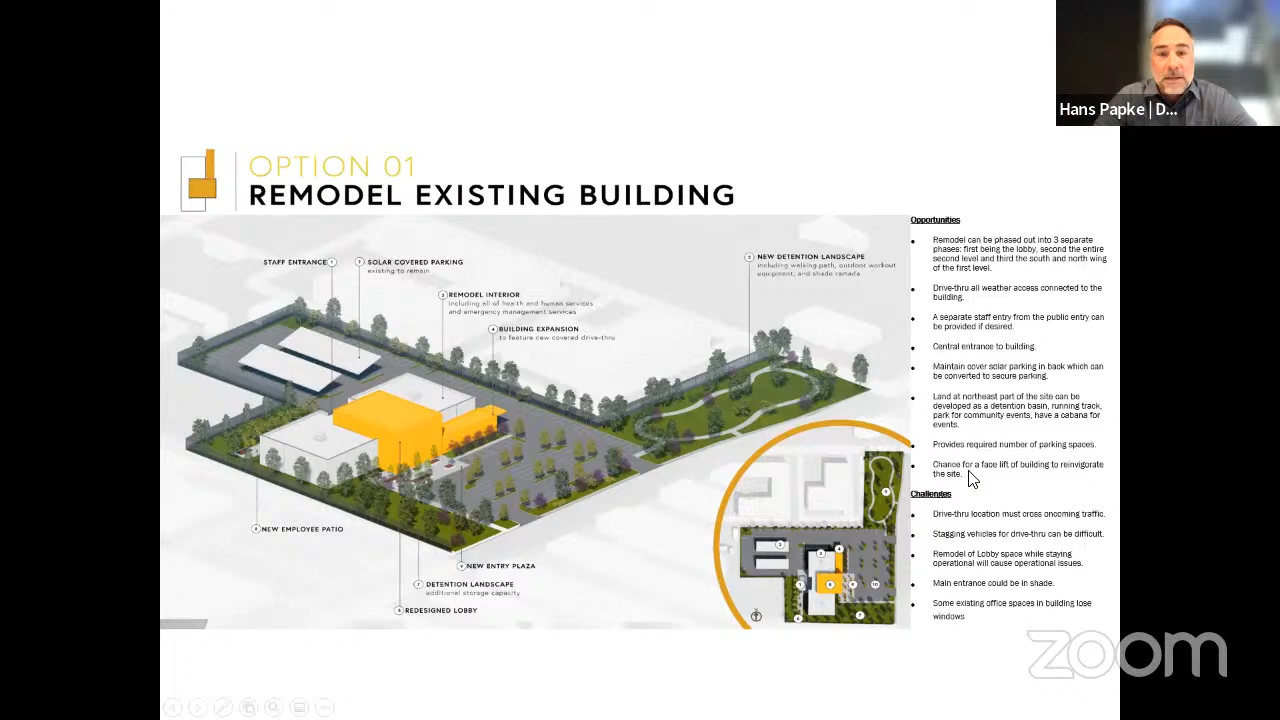 Hans Papke | D...
OPTION 01
REMODEL EXISTING BUILDING
STAFF ENTRANCE 1
2 SOLAR COVERED PARKING
existing to remain
3 REMODEL INTERIOR
including all of health and human services
and emergency management services
4 BUILDING EXPANSION
to feature new covered drive-thru
5 NEW DETENTION LANDSCAPE
including walking path, outdoor workout
equipment, and shade ramada
NEW EMPLOYEE PATIO
9 NEW ENTRY PLAZA
7 DETENTION LANDSCAPE
additional storage capacity
REDESIGNED LOBBY
Opportunities
• Remodel can be phased out into 3 separate
phases: first being the lobby, second the entire
second level and third the south and north wing
of the first level.
• Drive-thru all weather access connected to the
building.
• A separate staff entry from the public entry can
be provided if desired.
• Central entrance to building.
• Maintain cover solar parking in back which can
be converted to secure parking.
• Land at northeast part of the site can be
developed as a detention basin, running track,
park for community events, have a cabana for
events.
• Provides required number of parking spaces.
• Chance for a face lift of building to reinvigorate
the site.
Challenges
• Drive-thru location must cross oncoming traffic.
• Stagging vehicles for drive-thru can be difficult.
• Remodel of Lobby space while staying
operational will cause operational issues.
• Main entrance could be in shade.
• Some existing office spaces in building lose
windows
zoom